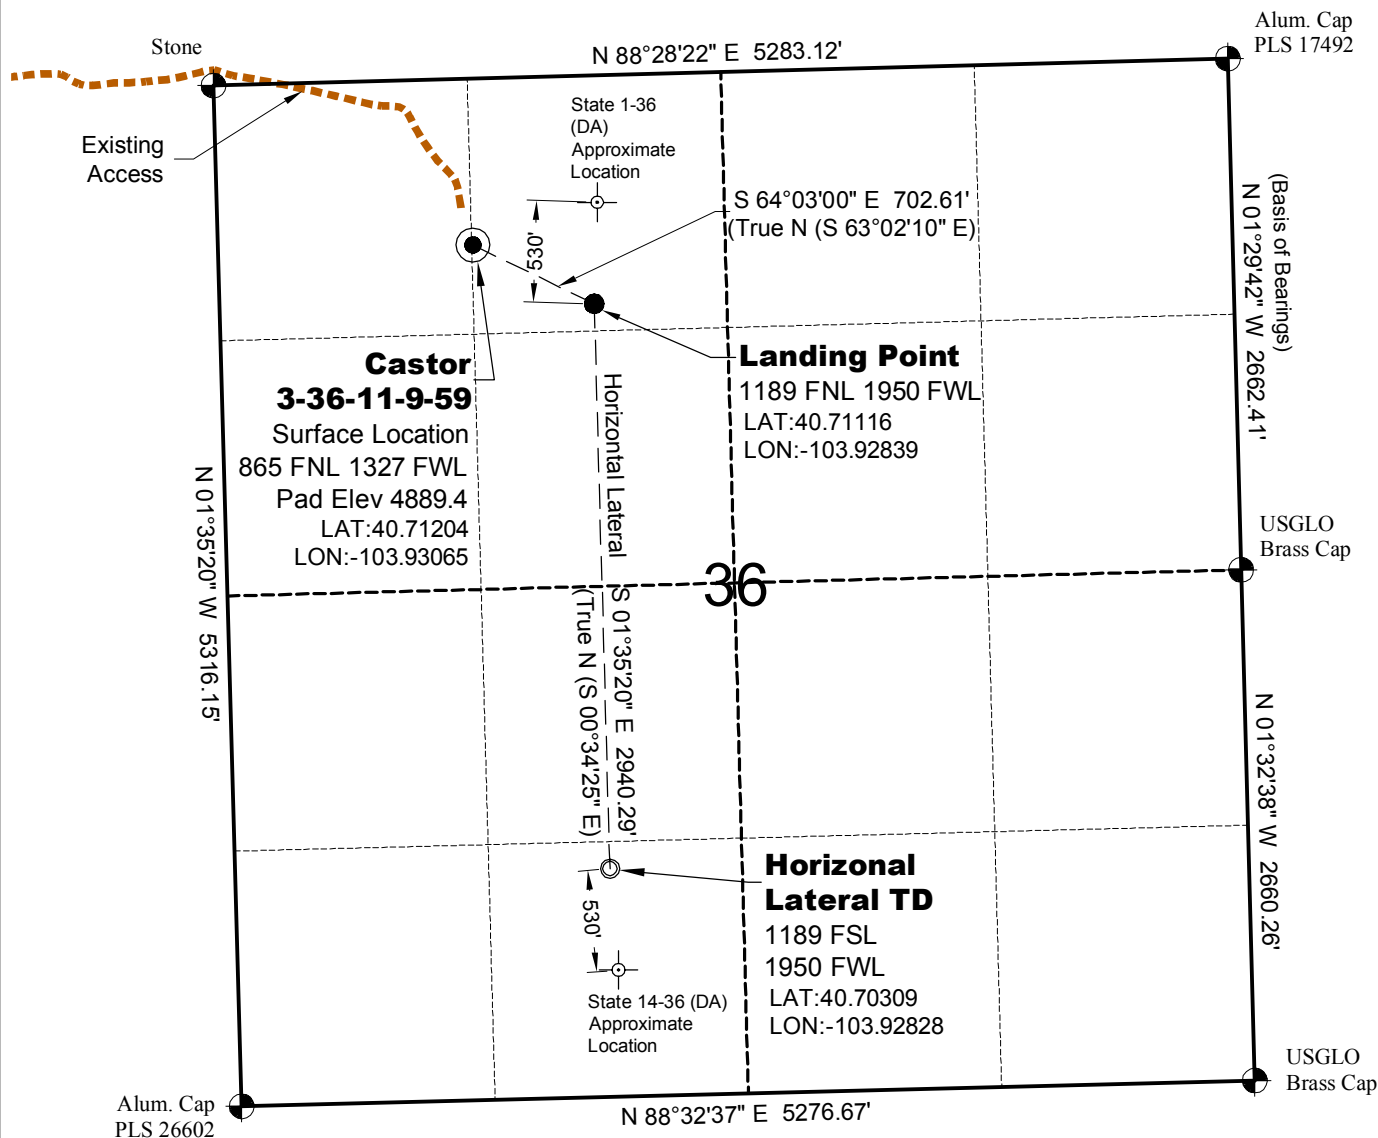 Stone
N 88°28'22" E  5283.12'
Alum. Cap
PLS 17492
Existing
Access
State 1-36
(DA)
Approximate
Location
530'
S 64°03'00" E  702.61'
(True N (S 63°02'10" E)
(Basis of Bearings)
N 01°29'42" W  2662.41'
Castor
3-36-11-9-59
Surface Location
865 FNL 1327 FWL
Pad Elev 4889.4
LAT:40.71204
LON:-103.93065
Landing Point
1189 FNL 1950 FWL
LAT:40.71116
LON:-103.92839
Horizontal Lateral
S 01°35'20" E  2940.29'
(True N (S 00°34'25" E)
N 01°35'20" W  5316.15'
36
USGLO
Brass Cap
N 01°32'38" W  2660.26'
Horizonal
Lateral TD
1189 FSL
1950 FWL
LAT:40.70309
LON:-103.92828
530'
State 14-36 (DA)
Approximate
Location
Alum. Cap
PLS 26602
N 88°32'37" E  5276.67'
USGLO
Brass Cap